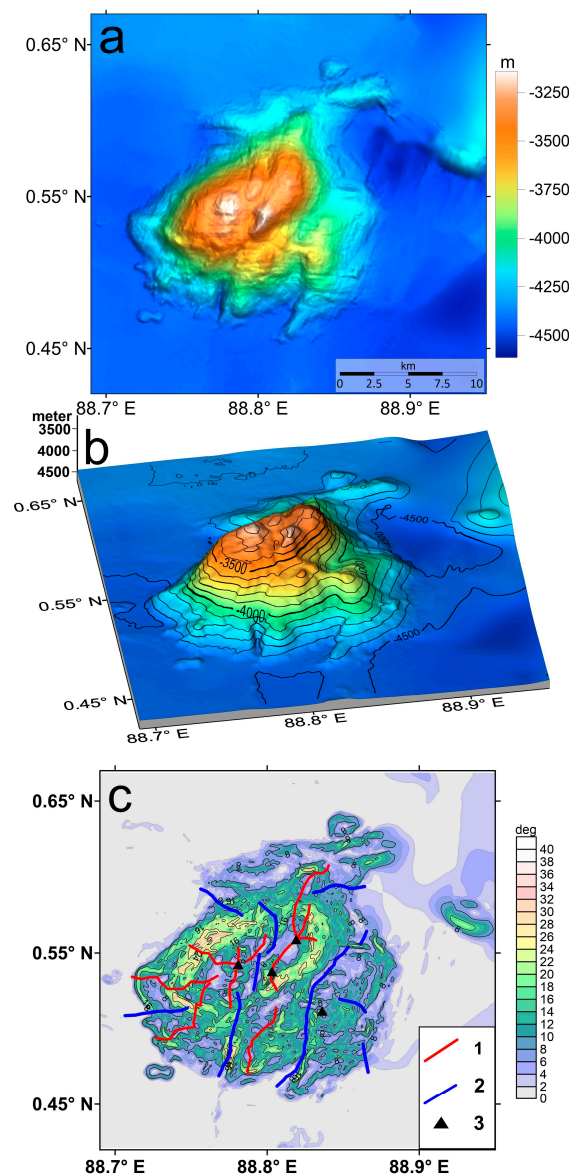 a
0.65° N
0.55° N
0.45° N
88.7° E
88.8° E
88.9° E
m
-3250
-3500
-3750
-4000
-4250
-4500
km
0 2.5 5 7.5 10
b
meter
3500
4000
4500
0.65° N
0.55° N
0.45° N
-3500
-4000
-4500
-4500
88.7° E
88.8° E
88.9° E
c
0.65° N
0.55° N
0.45° N
88.7° E
88.8° E
88.9° E
deg
40
38
36
34
32
30
28
26
24
22
20
18
16
14
12
10
8
6
4
2
0
1
2
3